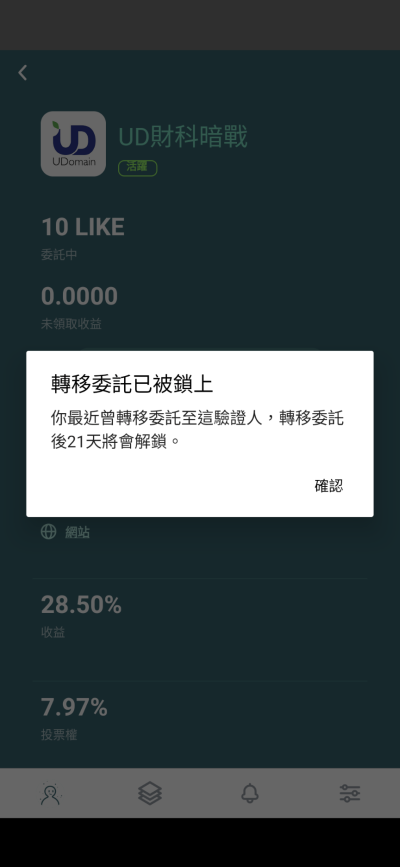 UD
UDomain
UD財科暗戰
活躍
10 LIKE
委託中
0.0000
未領取收益
轉移委託已被鎖上
你最近曾轉移委託至這驗證人，轉移委託
後21天將會解鎖。
確認
網站
28.50%
收益
7.97%
投票權